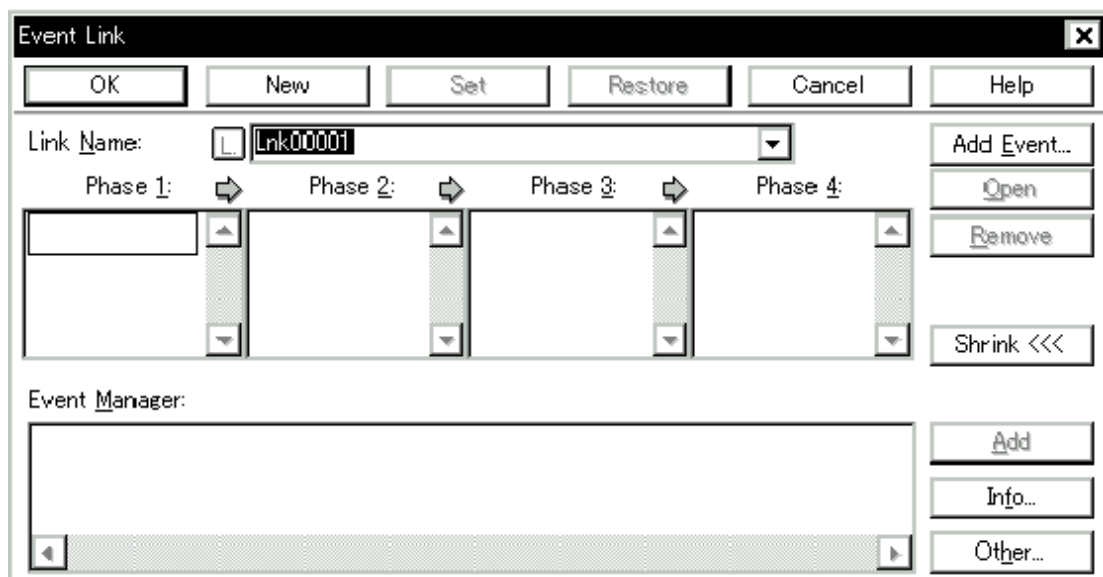 Event Link
OK New Set Restore Cancel Help
Link Name: L. Lnk00001 Add Event...
Phase 1: Phase 2: Phase 3: Phase 4: Open
Remove
Shrink <<<
Event Manager:
Add
Info...
Other...